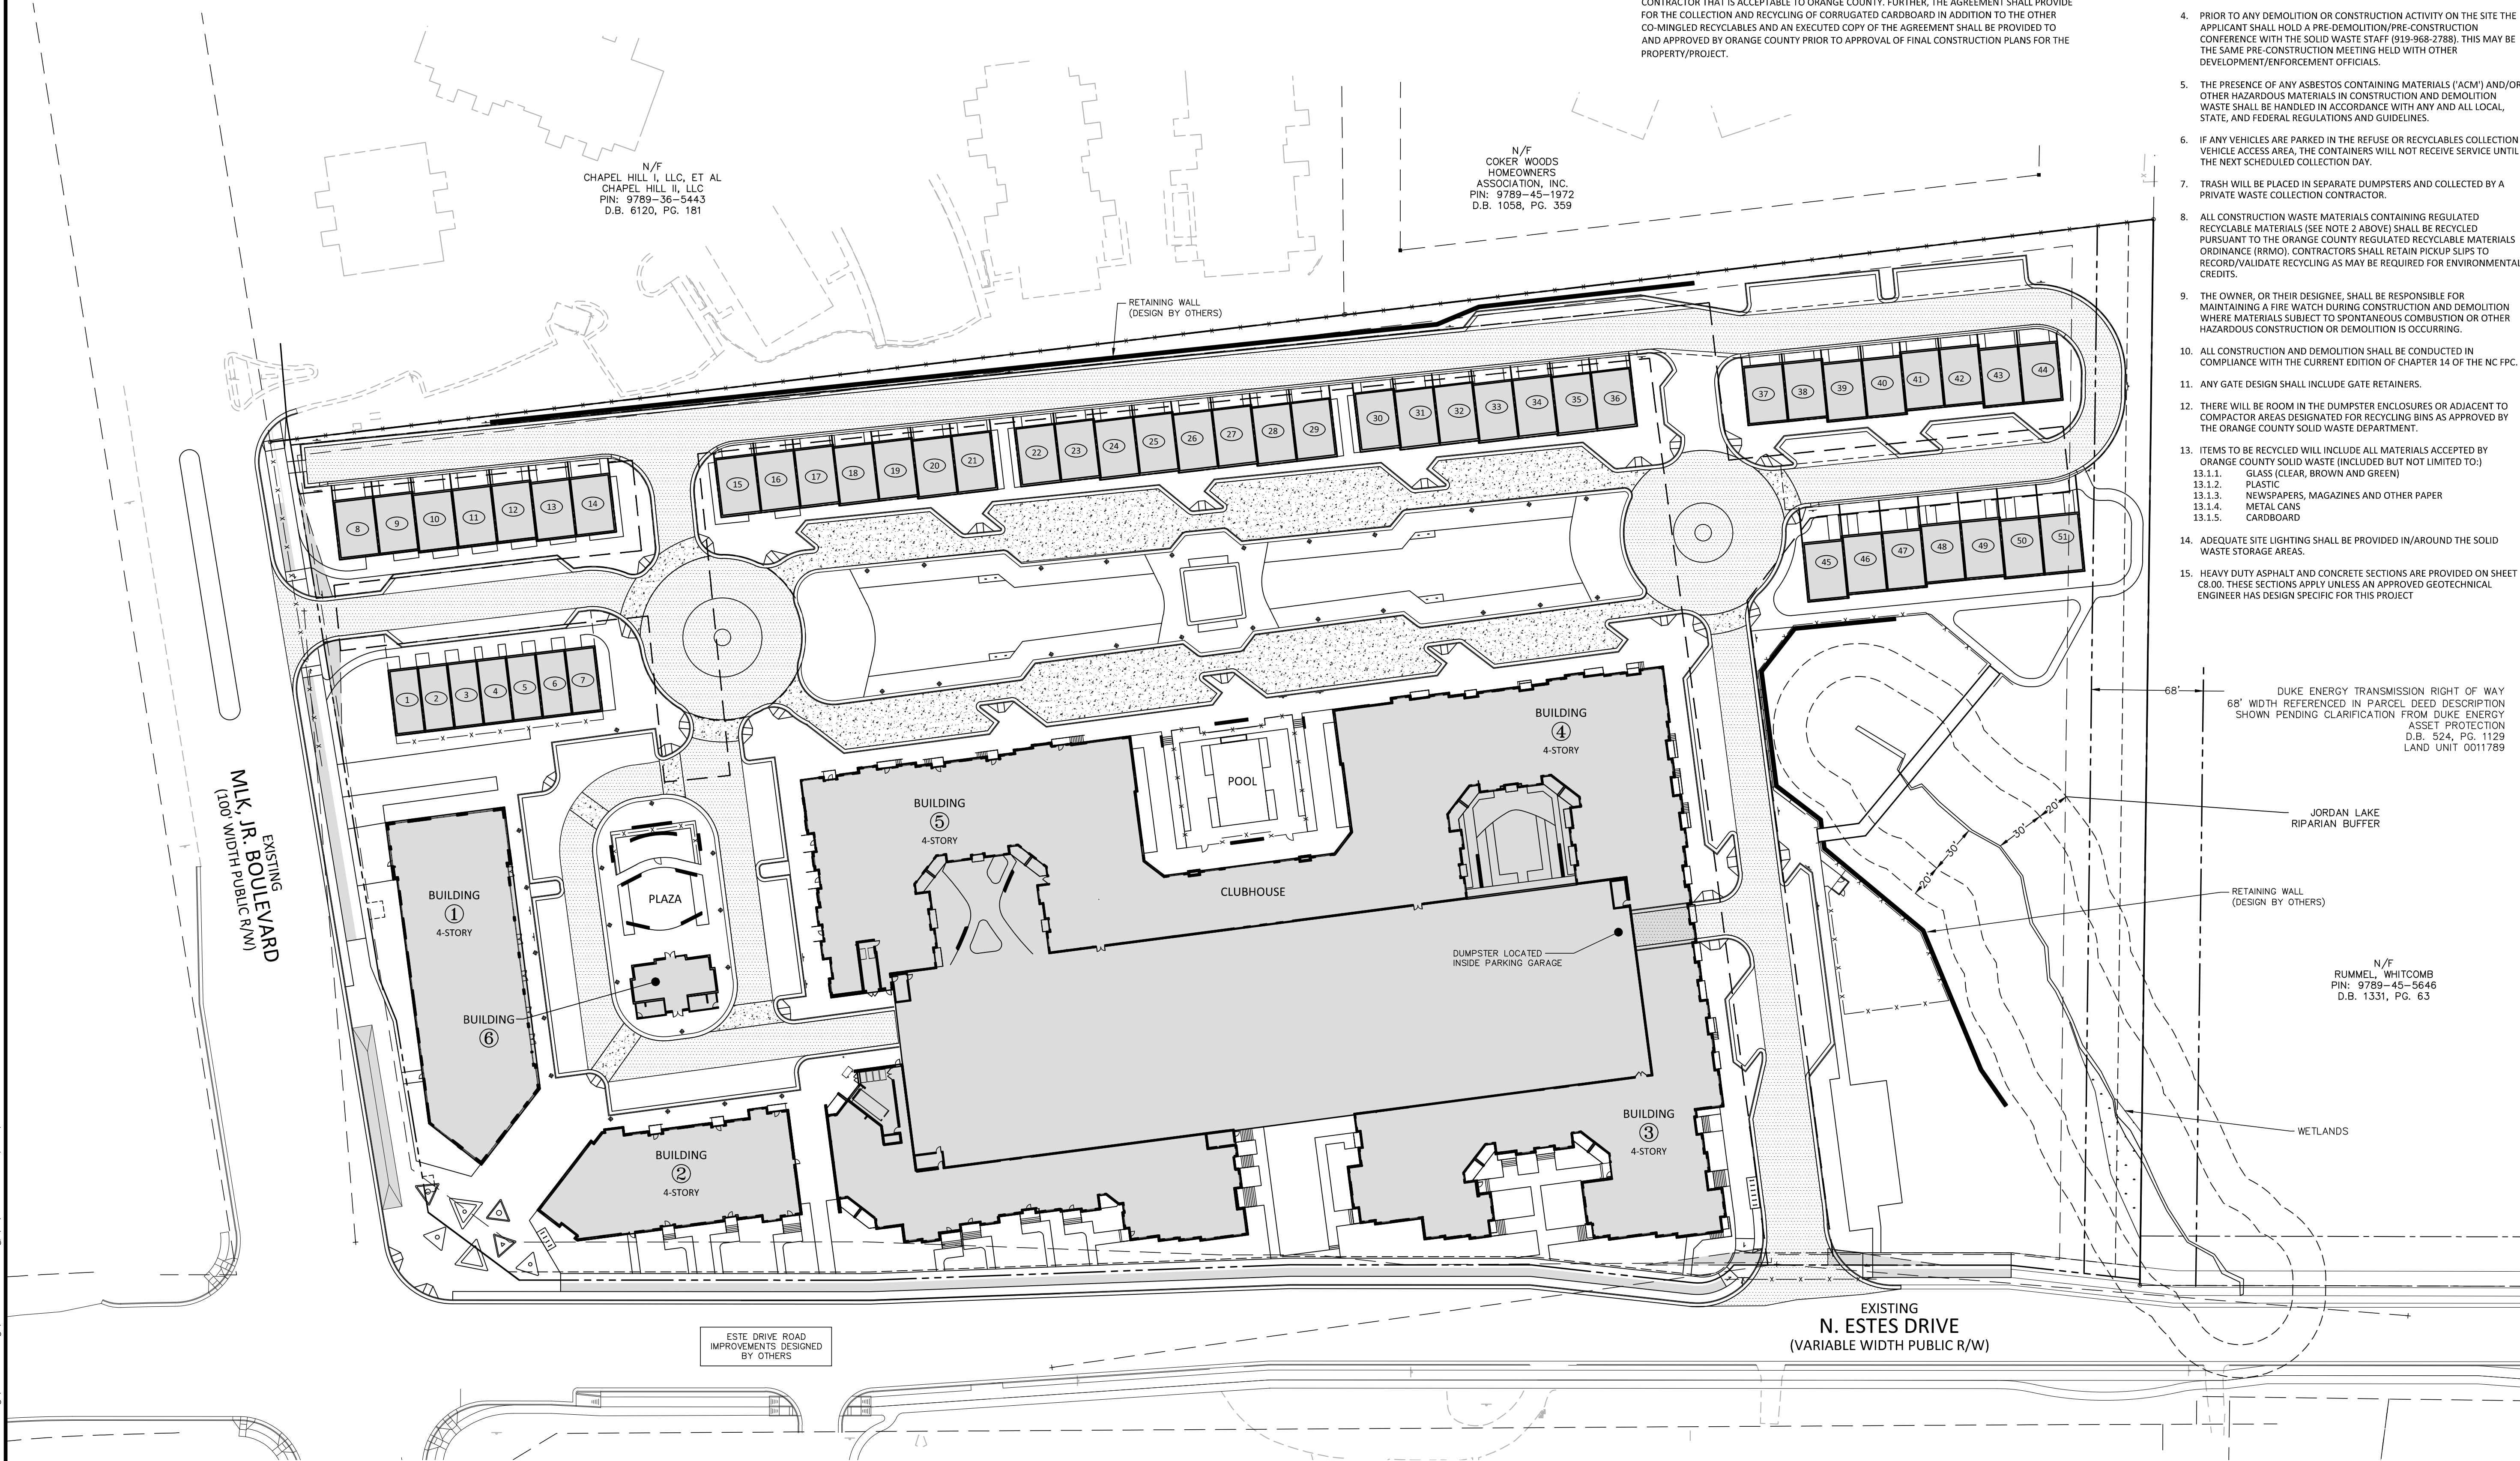 CONTRACTOR THAT IS ACCEPTABLE TO ORANGE COUNTY. FURTHER, THE AGREEMENT SHALL PROVIDE
FOR THE COLLECTION AND RECYCLING OF CORRUGATED CARDBOARD IN ADDITION TO THE OTHER
CO-MINGLED RECYCLABLES AND AN EXECUTED COPY OF THE AGREEMENT SHALL BE PROVIDED TO
AND APPROVED BY ORANGE COUNTY PRIOR TO APPROVAL OF FINAL CONSTRUCTION PLANS FOR THE
PROPERTY/PROJECT.
4. PRIOR TO ANY DEMOLITION OR CONSTRUCTION ACTIVITY ON THE SITE THE
APPLICANT SHALL HOLD A PRE-DEMOLITION/PRE-CONSTRUCTION
CONFERENCE WITH THE SOLID WASTE STAFF (919-968-2788). THIS MAY BE
THE SAME PRE-CONSTRUCTION MEETING HELD WITH OTHER
DEVELOPMENT/ENFORCEMENT OFFICIALS.
5. THE PRESENCE OF ANY ASBESTOS CONTAINING MATERIALS ('ACM') AND/OR
OTHER HAZARDOUS MATERIALS IN CONSTRUCTION AND DEMOLITION
WASTE SHALL BE HANDLED IN ACCORDANCE WITH ANY AND ALL LOCAL,
STATE, AND FEDERAL REGULATIONS AND GUIDELINES.
6. IF ANY VEHICLES ARE PARKED IN THE REFUSE OR RECYCLABLES COLLECTION
VEHICLE ACCESS AREA, THE CONTAINERS WILL NOT RECEIVE SERVICE UNTIL
THE NEXT SCHEDULED COLLECTION DAY.
7. TRASH WILL BE PLACED IN SEPARATE DUMPSTERS AND COLLECTED BY A
PRIVATE WASTE COLLECTION CONTRACTOR.
8. ALL CONSTRUCTION WASTE MATERIALS CONTAINING REGULATED
RECYCLABLE MATERIALS (SEE NOTE 2 ABOVE) SHALL BE RECYCLED
PURSUANT TO THE ORANGE COUNTY REGULATED RECYCLABLE MATERIALS
ORDINANCE (RRMO). CONTRACTORS SHALL RETAIN PICKUP SLIPS TO
RECORD/VALIDATE RECYCLING AS MAY BE REQUIRED FOR ENVIRONMENTAL
CREDITS.
9. THE OWNER, OR THEIR DESIGNEE, SHALL BE RESPONSIBLE FOR
MAINTAINING A FIRE WATCH DURING CONSTRUCTION AND DEMOLITION
WHERE MATERIALS SUBJECT TO SPONTANEOUS COMBUSTION OR OTHER
HAZARDOUS CONSTRUCTION OR DEMOLITION IS OCCURRING.
10. ALL CONSTRUCTION AND DEMOLITION SHALL BE CONDUCTED IN
COMPLIANCE WITH THE CURRENT EDITION OF CHAPTER 14 OF THE NC FPC.
11. ANY GATE DESIGN SHALL INCLUDE GATE RETAINERS.
12. THERE WILL BE ROOM IN THE DUMPSTER ENCLOSURES OR ADJACENT TO
COMPACTOR AREAS DESIGNATED FOR RECYCLING BINS AS APPROVED BY
THE ORANGE COUNTY SOLID WASTE DEPARTMENT.
13. ITEMS TO BE RECYCLED WILL INCLUDE ALL MATERIALS ACCEPTED BY
ORANGE COUNTY SOLID WASTE (INCLUDED BUT NOT LIMITED TO:)
13.1.1. GLASS (CLEAR, BROWN AND GREEN)
13.1.2. PLASTIC
13.1.3. NEWSPAPERS, MAGAZINES AND OTHER PAPER
13.1.4. METAL CANS
13.1.5. CARDBOARD
14. ADEQUATE SITE LIGHTING SHALL BE PROVIDED IN/AROUND THE SOLID
WASTE STORAGE AREAS.
15. HEAVY DUTY ASPHALT AND CONCRETE SECTIONS ARE PROVIDED ON SHEET
C8.00. THESE SECTIONS APPLY UNLESS AN APPROVED GEOTECHNICAL
ENGINEER HAS DESIGN SPECIFIC FOR THIS PROJECT
N/F
CHAPEL HILL I, LLC, ET AL
CHAPEL HILL II, LLC
PIN: 9789-36-5443
D.B. 6120, PG. 181
N/F
COKER WOODS
HOMEOWNERS
ASSOCIATION, INC.
PIN: 9789-45-1972
D.B. 1058, PG. 359
RETAINING WALL
(DESIGN BY OTHERS)
37 38 39 40 41 42 43 44
30 31 32 33 34 35 36
22 23 24 25 26 27 28 29
15 16 17 18 19 20 21
8 9 10 11 12 13 14
45 46 47 48 49 50 51
1 2 3 4 5 6 7
68'
DUKE ENERGY TRANSMISSION RIGHT OF WAY
68' WIDTH REFERENCED IN PARCEL DEED DESCRIPTION
SHOWN PENDING CLARIFICATION FROM DUKE ENERGY
ASSET PROTECTION
D.B. 524, PG. 1129
LAND UNIT 0011789
BUILDING
4
4-STORY
POOL
BUILDING
5
4-STORY
20'
30'
30'
20'
JORDAN LAKE
RIPARIAN BUFFER
EXISTING
MLK, JR. BOULEVARD
(100' WIDTH PUBLIC R/W)
BUILDING
1
4-STORY
PLAZA
CLUBHOUSE
RETAINING WALL
(DESIGN BY OTHERS)
DUMPSTER LOCATED
INSIDE PARKING GARAGE
N/F
RUMMEL, WHITCOMB
PIN: 9789-45-5646
D.B. 1331, PG. 63
BUILDING
6
BUILDING
3
4-STORY
WETLANDS
BUILDING
2
4-STORY
EXISTING
N. ESTES DRIVE
(VARIABLE WIDTH PUBLIC R/W)
ESTE DRIVE ROAD
IMPROVEMENTS DESIGNED
BY OTHERS